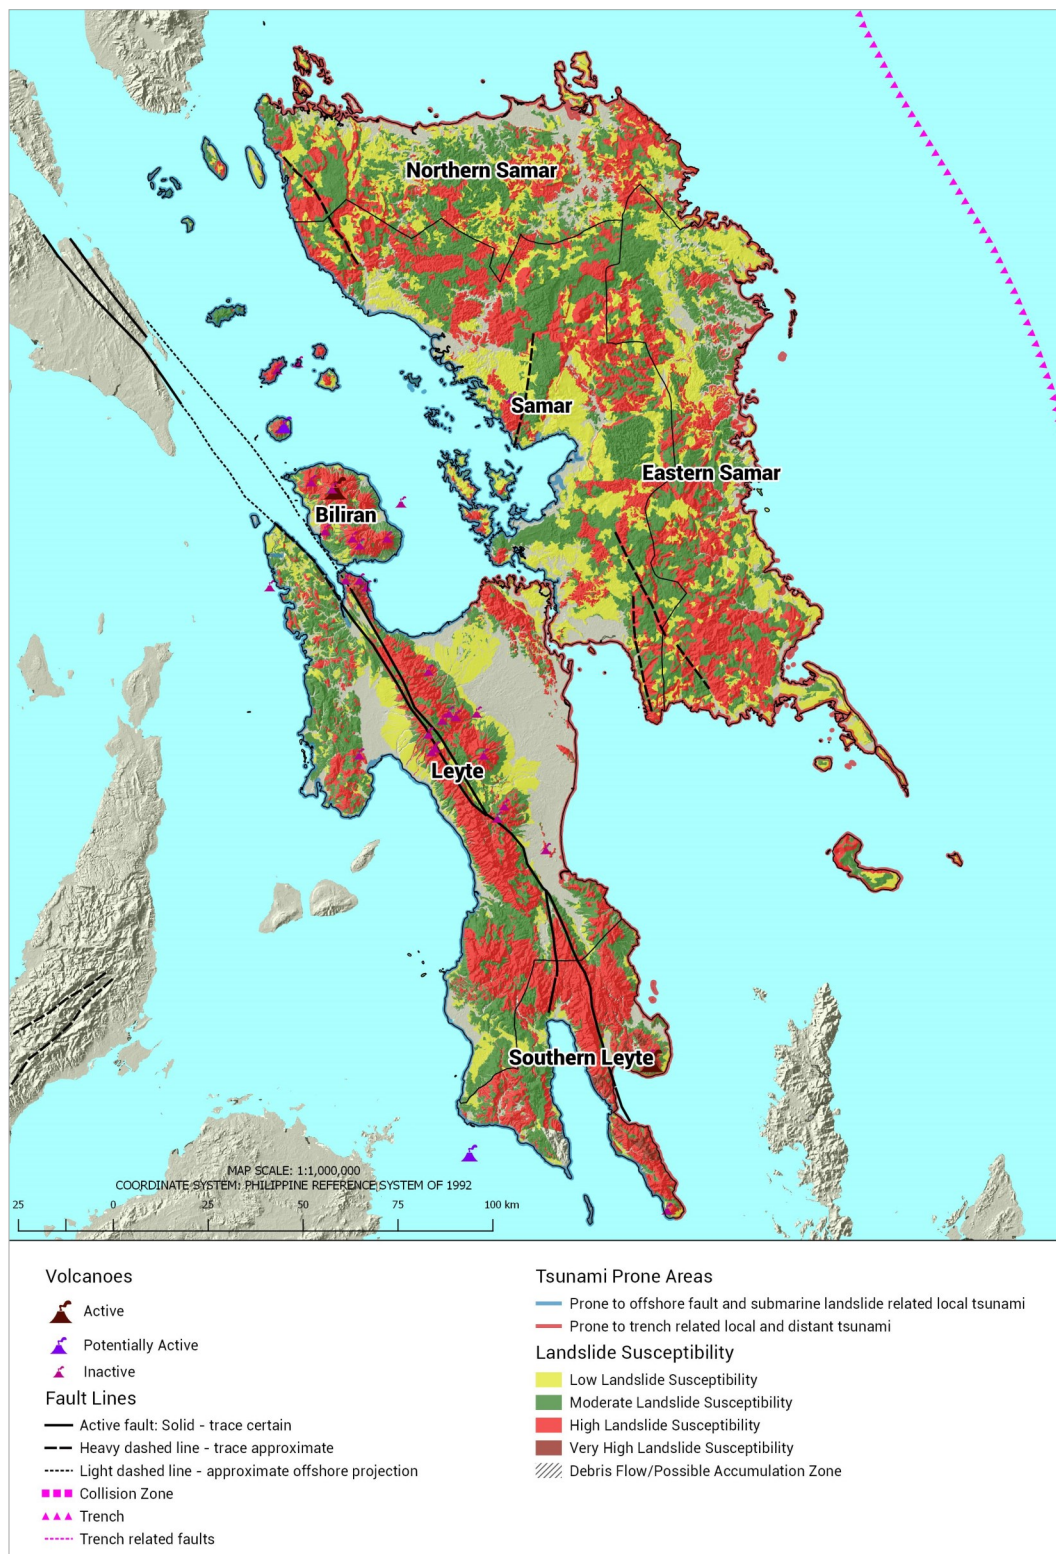 Northern Samar
Samar
Eastern Samar
Biliran
Leyte
Southern Leyte
MAP SCALE: 1:1,000,000
COORDINATE SYSTEM: PHILIPPINE REFERENCE SYSTEM OF 1992
25 0 25 50 75 100 km
Volcanoes
Active
Potentially Active
Inactive
Fault Lines
Active fault: Solid - trace certain
Heavy dashed line - trace approximate
Light dashed line - approximate offshore projection
Collision Zone
Trench
Trench related faults
Tsunami Prone Areas
Prone to offshore fault and submarine landslide related local tsunami
Prone to trench related local and distant tsunami
Landslide Susceptibility
Low Landslide Susceptibility
Moderate Landslide Susceptibility
High Landslide Susceptibility
Very High Landslide Susceptibility
Debris Flow/Possible Accumulation Zone